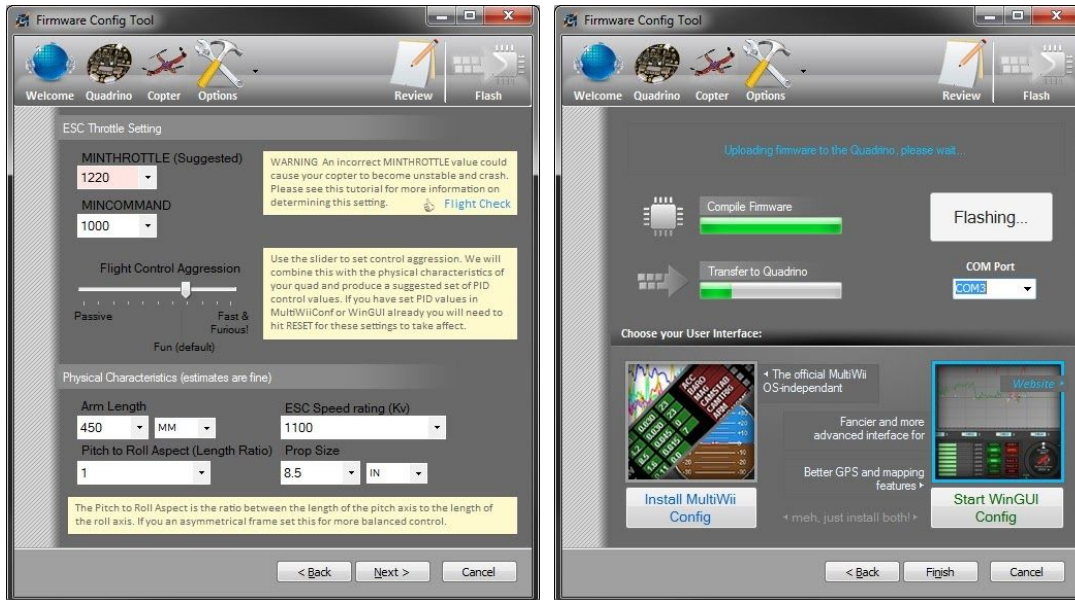 Firmware Config Tool
Welcome Quadrino Copter Options Review Flash
ESC Throttle Setting
MINTHROTTLE (Suggested)
1220
WARNING An incorrect MINTHROTTLE value could
cause your copter to become unstable and crash.
Please see this tutorial for more information on
determining this setting. Flight Check
MINCOMMAND
1000
Flight Control Aggression
Passive Fast &
Furious!
Fun (default)
Use the slider to set control aggression. We will
combine this with the physical characteristics of
your quad and produce a suggested set of PID
control values. If you have set PID values in
MultiWiiConf or WinGUI already you will need to
hit RESET for these settings to take affect.
Physical Characteristics (estimates are fine)
Arm Length
450 MM
ESC Speed rating (Kv)
1100
Pitch to Roll Aspect (Length Ratio)
1
Prop Size
8.5 IN
The Pitch to Roll Aspect is the ratio between the length of the pitch axis to the length of
the roll axis. If you an asymmetrical frame set this for more balanced control.
< Back Next > Cancel
Firmware Config Tool
Welcome Quadrino Copter Options Review Flash
Uploading firmware to the Quadrino, please wait...
Compile Firmware
Flashing...
Transfer to Quadrino
COM Port
COM3
Choose your User Interface:
ACC
BARO
MAG
CAMSTAB
CAMTRIG
The official MultiWii
OS-independant
Website
Fancier and more
advanced interface for
Better GPS and mapping
features
Install MultiWii
Config
meh, just install both!
Start WinGUI
Config
< Back Finish Cancel